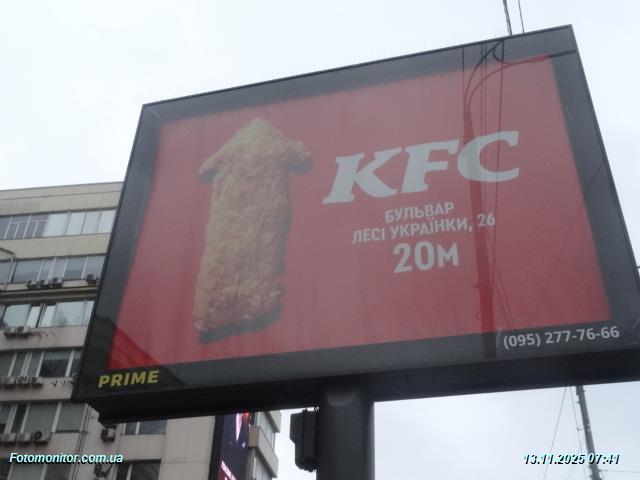 KFC
БУЛЬВАР
ЛЕСІ УКРАЇНКИ, 26
20М
(095) 277-76-66
PRIME
Fotomonitor.com.ua
13.11.2025 07:41